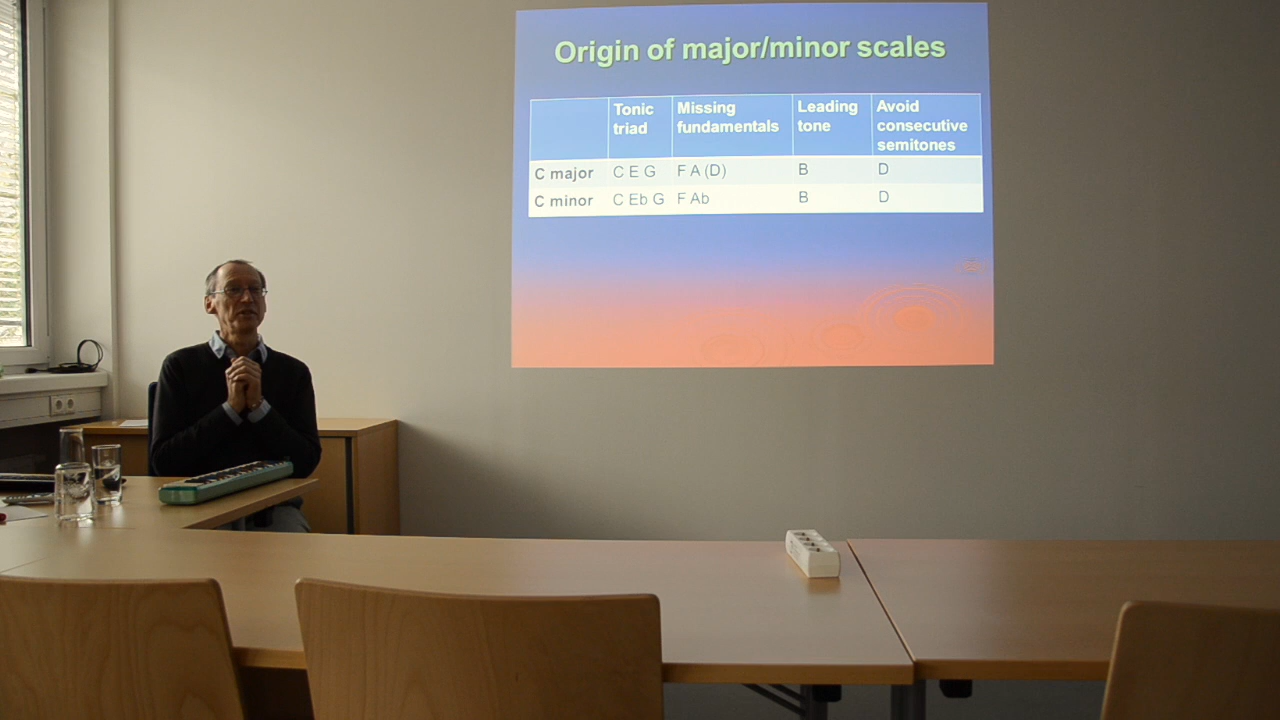 Origin of major/minor scales
Tonic triad Missing fundamentals Leading tone Avoid consecutive semitones
C major C E G F A (D) B D
C minor C Eb G F Ab B D